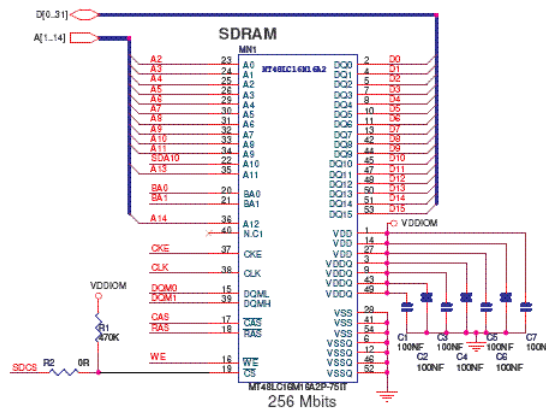 D[0..31]
A[1..14]
SDRAM
MN1
MT48LC16M16A2
A2 23 A0 DQ0 2 D0
A3 24 A1 DQ1 4 D1
A4 25 A2 DQ2 5 D2
A5 26 A3 DQ3 7 D3
A6 29 A4 DQ4 8 D4
A7 30 A5 DQ5 10 D5
A8 31 A6 DQ6 11 D6
A9 32 A7 DQ7 13 D7
A10 33 A8 DQ8 42 D8
A11 34 A9 DQ9 44 D9
SDA10 22 A10 DQ10 45 D10
A13 35 A11 DQ11 47 D11
DQ12 48 D12
BA0 20 BA0 DQ13 50 D13
BA1 21 BA1 DQ14 51 D14
DQ15 53 D15
A14 36 A12
40 N.C1
VDDIOM
VDD 1
VDD 14
CKE 37 CKE VDD 27
VDDQ 3
CLK 38 CLK VDDQ 9
VDDQ 43
DQM0 15 DQML VDDQ 49
DQM1 39 DQMH
VDDIOM
CAS 17 CAS VSS 28
RAS 18 RAS VSS 41
VSS 54
VSSQ 6
VSSQ 12
WE 16 WE VSSQ 46
19 CS VSSQ 52
R1
470K
SDCS R2 0R
C1 C3 C5 C7
100NF 100NF 100NF 100NF
C2 C4 C6
100NF 100NF 100NF
MT48LC16M16A2P-75IT
256 Mbits